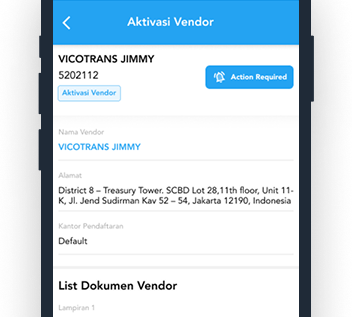 Aktivasi Vendor
VICOTRANS JIMMY
5202112
Action Required
Aktivasi Vendor
Nama Vendor
VICOTRANS JIMMY
Alamat
District 8 – Treasury Tower. SCBD Lot 28,11th floor, Unit 11-
K, Jl. Jend Sudirman Kav 52 – 54, Jakarta 12190, Indonesia
Kantor Pendaftaran
Default
List Dokumen Vendor
Lampiran 1